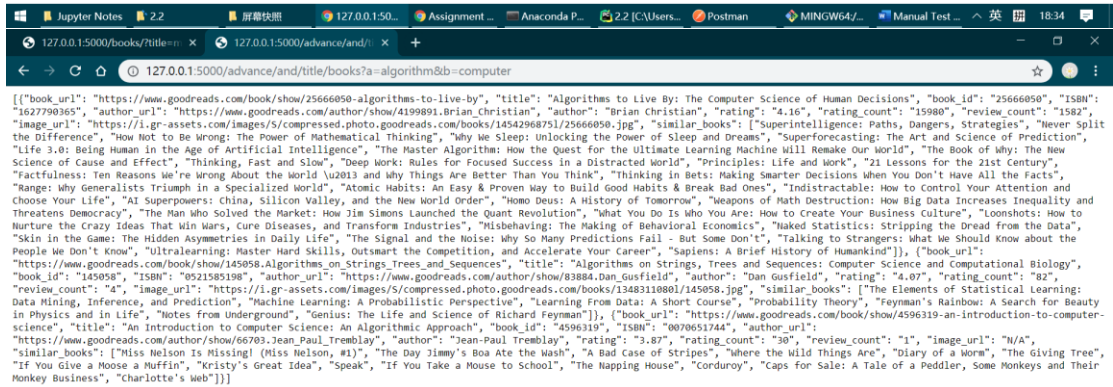 Jupyter Notes 2.2 屏幕快照 127.0.0.1:50... Assignment ... Anaconda P... 2.2 [C:\Users... Postman MINGW64:/... Manual Test ... 英 拼 18:34
127.0.0.1:5000/books/?title=m 127.0.0.1:5000/advance/and/ti
127.0.0.1:5000/advance/and/title/books?a=algorithm&b=computer
[{"book_url": "https://www.goodreads.com/book/show/25666050-algorithms-to-live-by", "title": "Algorithms to Live By: The Computer Science of Human Decisions", "book_id": "25666050", "ISBN":
"1627790365", "author_url": "https://www.goodreads.com/author/show/4199891.Brian_Christian", "author": "Brian Christian", "rating": "4.16", "rating_count": "15980", "review_count": "1582",
"image_url": "https://i.gr-assets.com/images/S/compressed.photo.goodreads.com/books/1454296875l/25666050.jpg", "similar_books": ["Superintelligence: Paths, Dangers, Strategies", "Never Split
the Difference", "How Not to Be Wrong: The Power of Mathematical Thinking", "Why We Sleep: Unlocking the Power of Sleep and Dreams", "Superforecasting: The Art and Science of Prediction",
"Life 3.0: Being Human in the Age of Artificial Intelligence", "The Master Algorithm: How the Quest for the Ultimate Learning Machine Will Remake Our World", "The Book of Why: The New
Science of Cause and Effect", "Thinking, Fast and Slow", "Deep Work: Rules for Focused Success in a Distracted World", "Principles: Life and Work", "21 Lessons for the 21st Century",
"Factfulness: Ten Reasons We're Wrong About the World \u2013 and Why Things Are Better Than You Think", "Thinking in Bets: Making Smarter Decisions When You Don't Have All the Facts",
"Range: Why Generalists Triumph in a Specialized World", "Atomic Habits: An Easy & Proven Way to Build Good Habits & Break Bad Ones", "Indistractable: How to Control Your Attention and
Choose Your Life", "AI Superpowers: China, Silicon Valley, and the New World Order", "Homo Deus: A History of Tomorrow", "Weapons of Math Destruction: How Big Data Increases Inequality and
Threatens Democracy", "The Man Who Solved the Market: How Jim Simons Launched the Quant Revolution", "What You Do Is Who You Are: How to Create Your Business Culture", "Loonshots: How to
Nurture the Crazy Ideas That Win Wars, Cure Diseases, and Transform Industries", "Misbehaving: The Making of Behavioral Economics", "Naked Statistics: Stripping the Dread from the Data",
"Skin in the Game: The Hidden Asymmetries in Daily Life", "The Signal and the Noise: Why So Many Predictions Fail - But Some Don't", "Talking to Strangers: What We Should Know about the
People We Don't Know", "Ultralearning: Master Hard Skills, Outsmart the Competition, and Accelerate Your Career", "Sapiens: A Brief History of Humankind"]}, {"book_url":
"https://www.goodreads.com/book/show/145058.Algorithms_on_Strings_Trees_and_Sequences", "title": "Algorithms on Strings, Trees and Sequences: Computer Science and Computational Biology",
"book_id": "145058", "ISBN": "0521585198", "author_url": "https://www.goodreads.com/author/show/83884.Dan_Gusfield", "author": "Dan Gusfield", "rating": "4.07", "rating_count": "82",
"review_count": "4", "image_url": "https://i.gr-assets.com/images/S/compressed.photo.goodreads.com/books/1348311080l/145058.jpg", "similar_books": ["The Elements of Statistical Learning:
Data Mining, Inference, and Prediction", "Machine Learning: A Probabilistic Perspective", "Learning From Data: A Short Course", "Probability Theory", "Feynman's Rainbow: A Search for Beauty
in Physics and in Life", "Notes from Underground", "Genius: The Life and Science of Richard Feynman"]}, {"book_url": "https://www.goodreads.com/book/show/4596319-an-introduction-to-computer-
science", "title": "An Introduction to Computer Science: An Algorithmic Approach", "book_id": "4596319", "ISBN": "0070651744", "author_url":
"https://www.goodreads.com/author/show/66703.Jean_Paul_Tremblay", "author": "Jean-Paul Tremblay", "rating": "3.87", "rating_count": "30", "review_count": "1", "image_url": "N/A",
"similar_books": ["Miss Nelson Is Missing! (Miss Nelson, #1)", "The Day Jimmy's Boa Ate the Wash", "A Bad Case of Stripes", "Where the Wild Things Are", "Diary of a Worm", "The Giving Tree",
"If You Give a Moose a Muffin", "Kristy's Great Idea", "Speak", "If You Take a Mouse to School", "The Napping House", "Corduroy", "Caps for Sale: A Tale of a Peddler, Some Monkeys and Their
Monkey Business", "Charlotte's Web"]}]